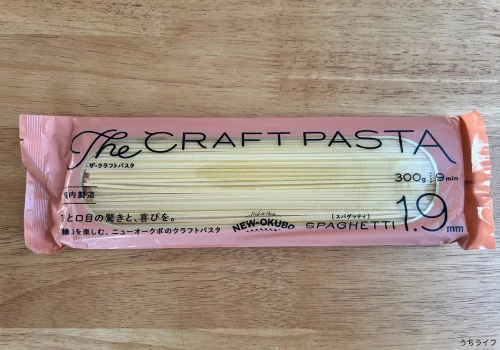 The CRAFT PASTA
ザ・クラフトパスタ
300g 9min
内製造
と口目の驚きと、喜びを。
を楽しむ、ニューオークボのクラフトパスタ
NEW-OKUBO
[スパゲッティ]
SPAGHETTI 1.9mm
うちライフ